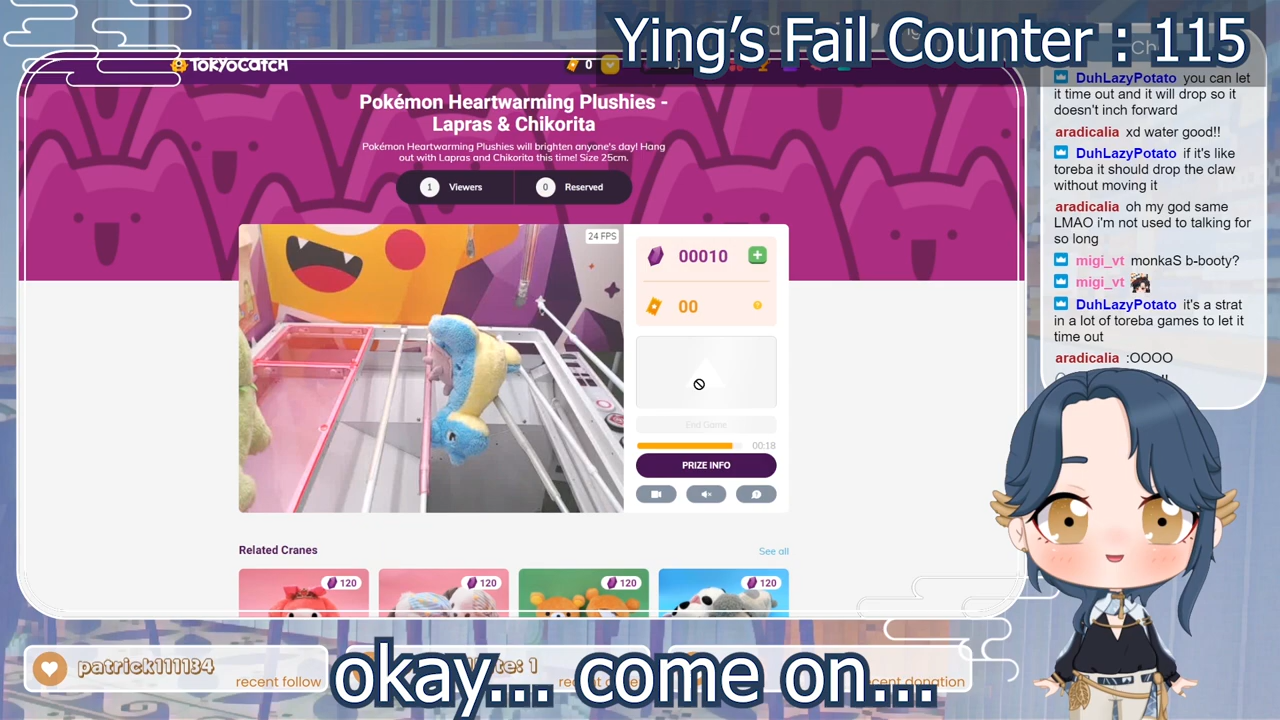 Ying's Fail Counter : 115
TOKYOCATCH
0
Pokémon Heartwarming Plushies -
Lapras & Chikorita
Pokémon Heartwarming Plushies will brighten anyone's day! Hang
out with Lapras and Chikorita this time! Size 25cm.
1 Viewers
0 Reserved
24 FPS
00010
00
End Game
00:18
PRIZE INFO
Related Cranes
See all
120
120
120
120
DuhLazyPotato you can let
it time out and it will drop so it
doesn't inch forward
aradicalia xd water good!!
DuhLazyPotato if it's like
toreba it should drop the claw
without moving it
aradicalia oh my god same
LMAO i'm not used to talking for
so long
migi_vt monkaS b-booty?
migi_vt
DuhLazyPotato it's a strat
in a lot of toreba games to let it
time out
aradicalia :OOOO
patrick111134
recent follow
: 1
recent donation
okay... come on...